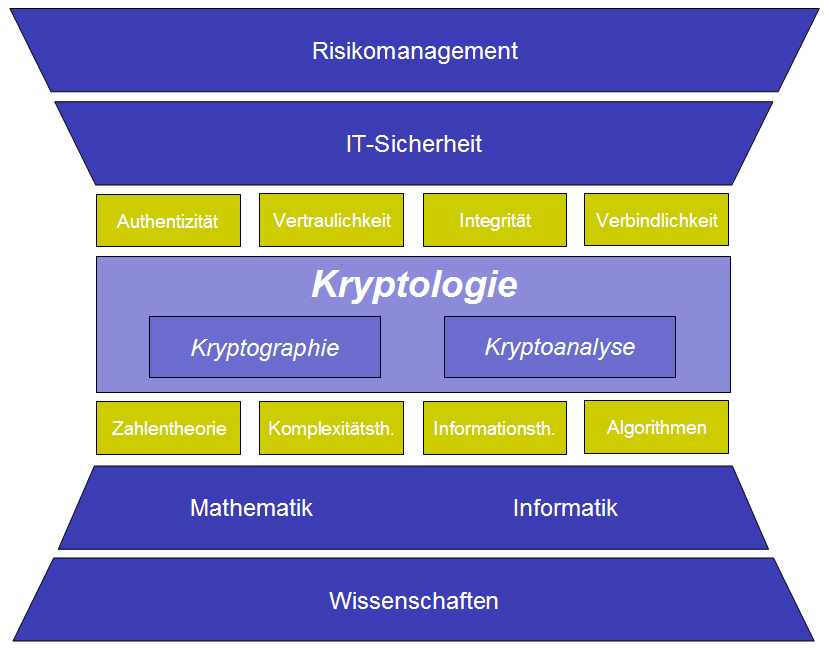 Risikomanagement
IT-Sicherheit
Authentizität Vertraulichkeit Integrität Verbindlichkeit
Kryptologie
Kryptographie Kryptoanalyse
Zahlentheorie Komplexitätsth. Informationsth. Algorithmen
Mathematik Informatik
Wissenschaften